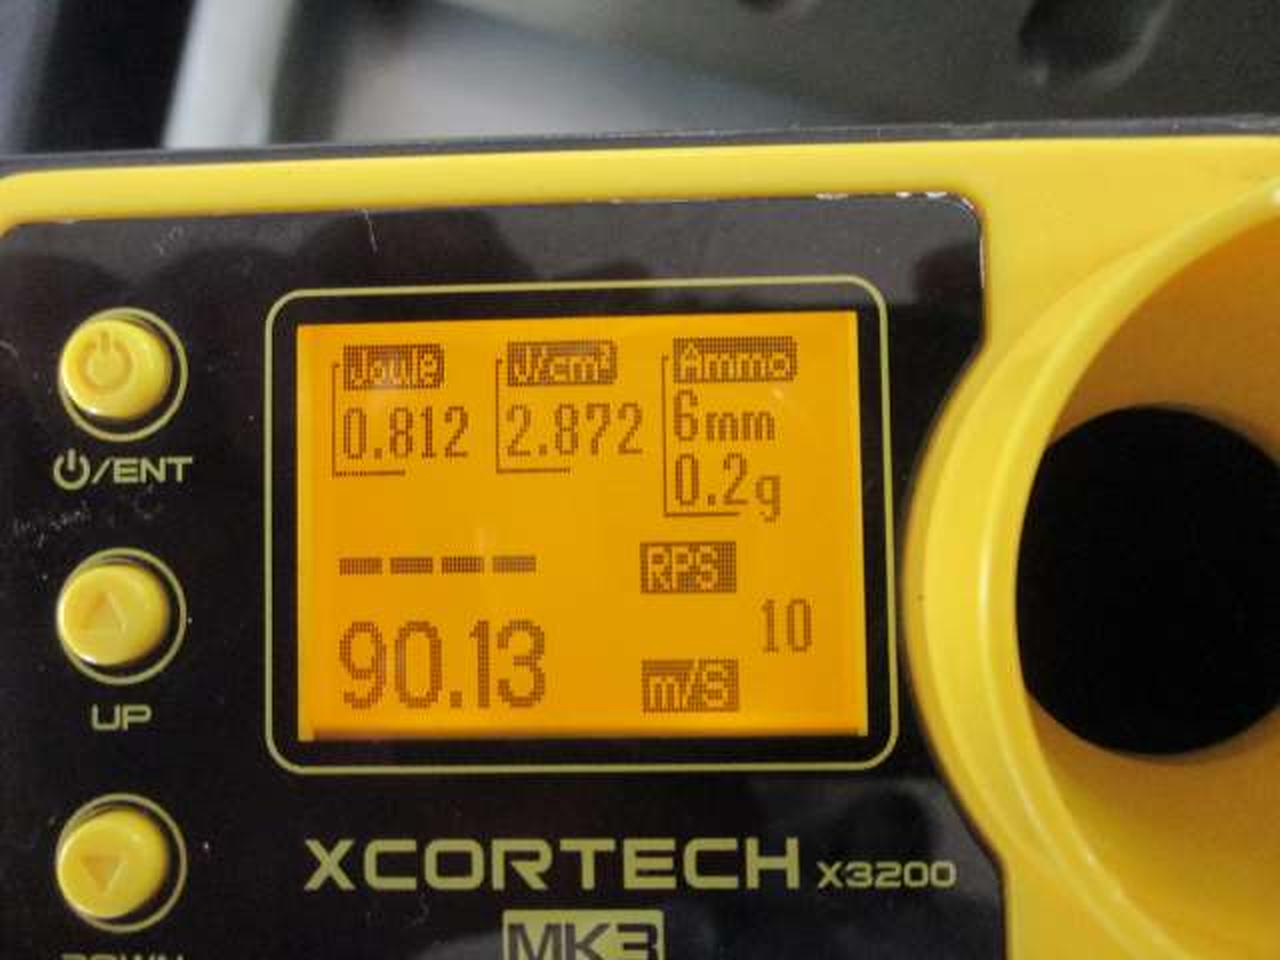 Joule J/cm² Ammo
0.812 2.872 6mm
0.2g
---- RPS
10
90.13 m/S
⏻/ENT
UP
XCORTECH X3200
MK3
DOWN